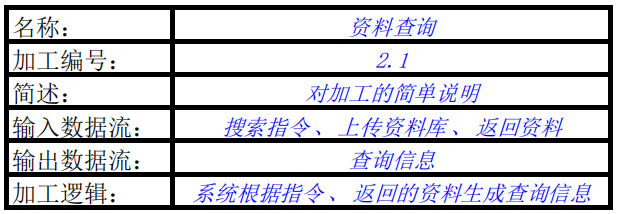 名称： 资料查询
加工编号： 2.1
简述： 对加工的简单说明
输入数据流： 搜索指令、上传资料库、返回资料
输出数据流： 查询信息
加工逻辑： 系统根据指令、返回的资料生成查询信息